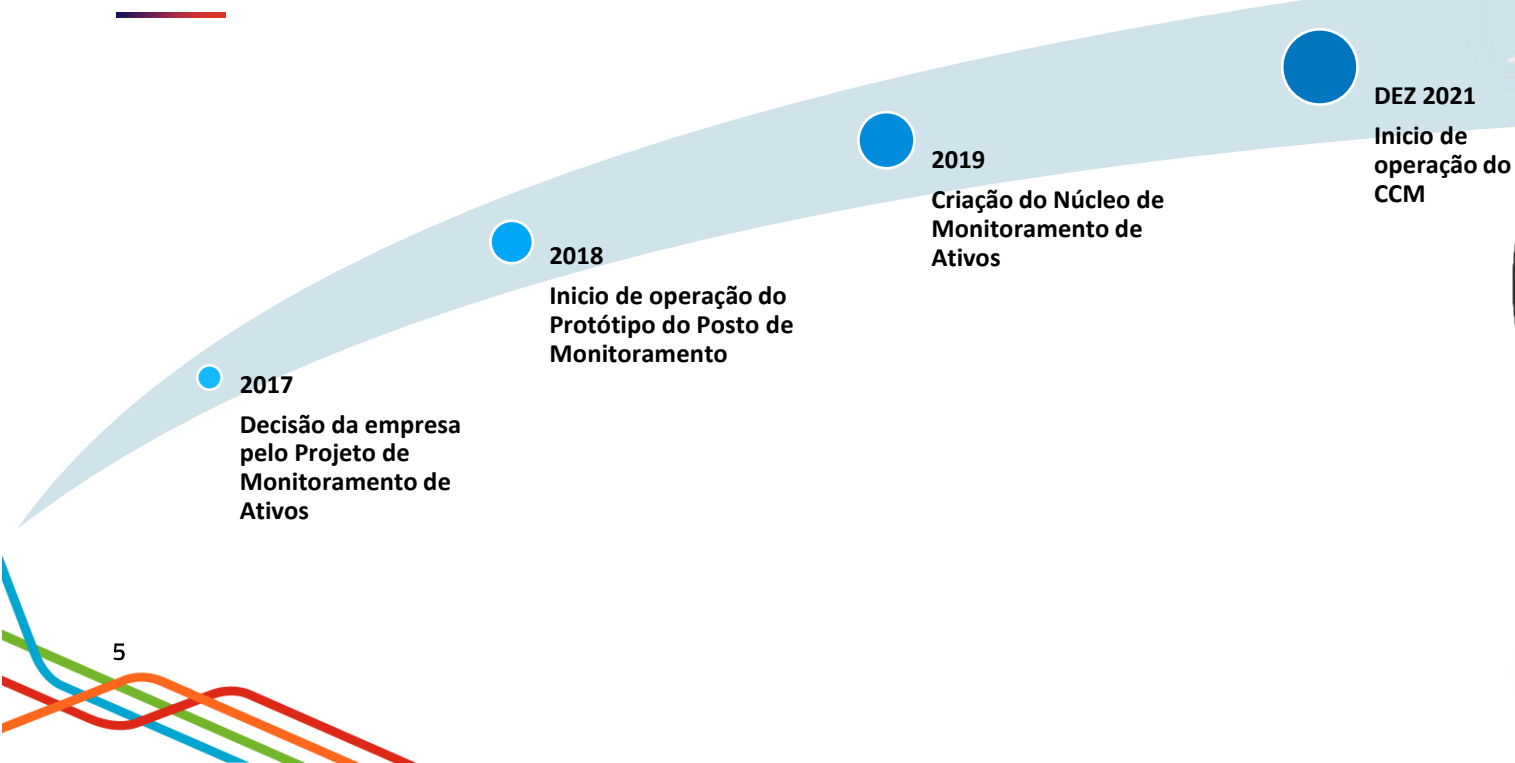 2017
Decisão da empresa
pelo Projeto de
Monitoramento de
Ativos
2018
Inicio de operação do
Protótipo do Posto de
Monitoramento
2019
Criação do Núcleo de
Monitoramento de
Ativos
DEZ 2021
Inicio de
operação do
CCM
5